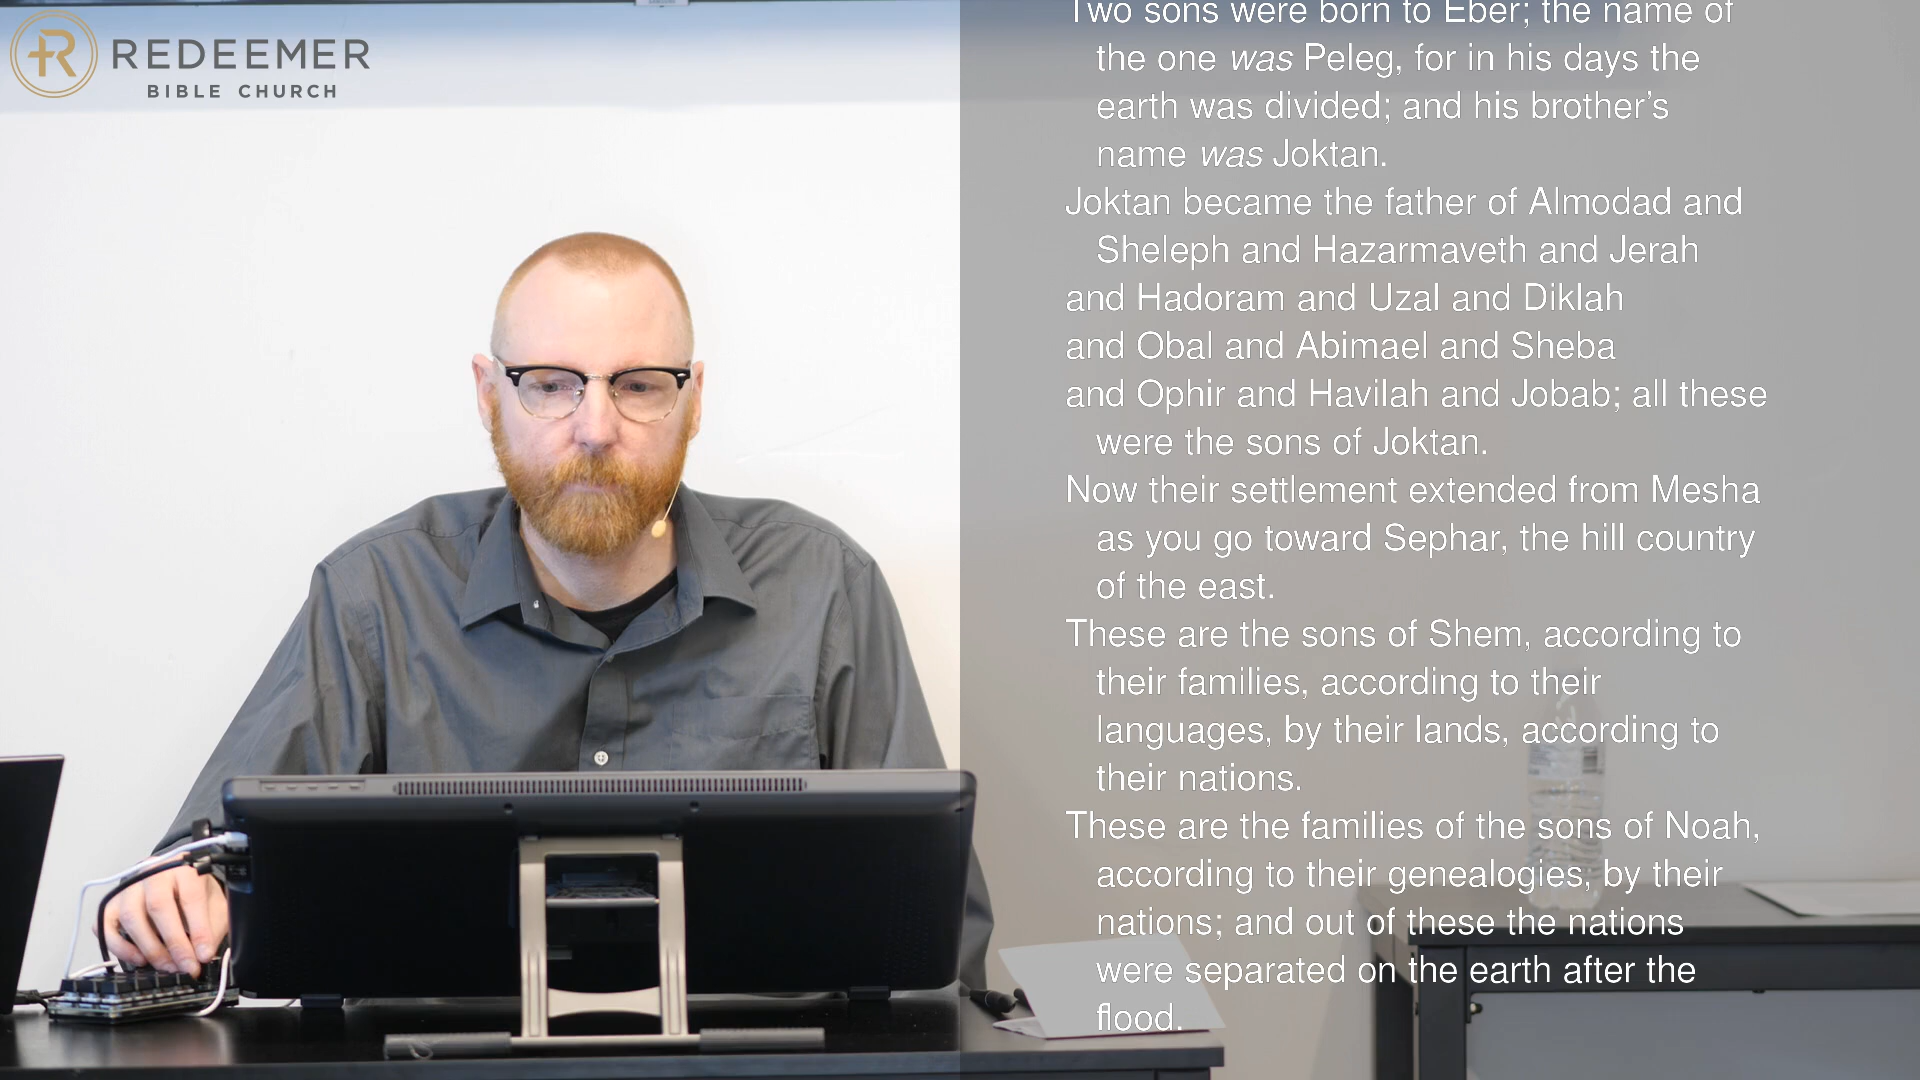 REDEEMER
BIBLE CHURCH
Two sons were born to Eber; the name of
the one was Peleg, for in his days the
earth was divided; and his brother’s
name was Joktan.
Joktan became the father of Almodad and
Sheleph and Hazarmaveth and Jerah
and Hadoram and Uzal and Diklah
and Obal and Abimael and Sheba
and Ophir and Havilah and Jobab; all these
were the sons of Joktan.
Now their settlement extended from Mesha
as you go toward Sephar, the hill country
of the east.
These are the sons of Shem, according to
their families, according to their
languages, by their lands, according to
their nations.
These are the families of the sons of Noah,
according to their genealogies, by their
nations; and out of these the nations
were separated on the earth after the
flood.